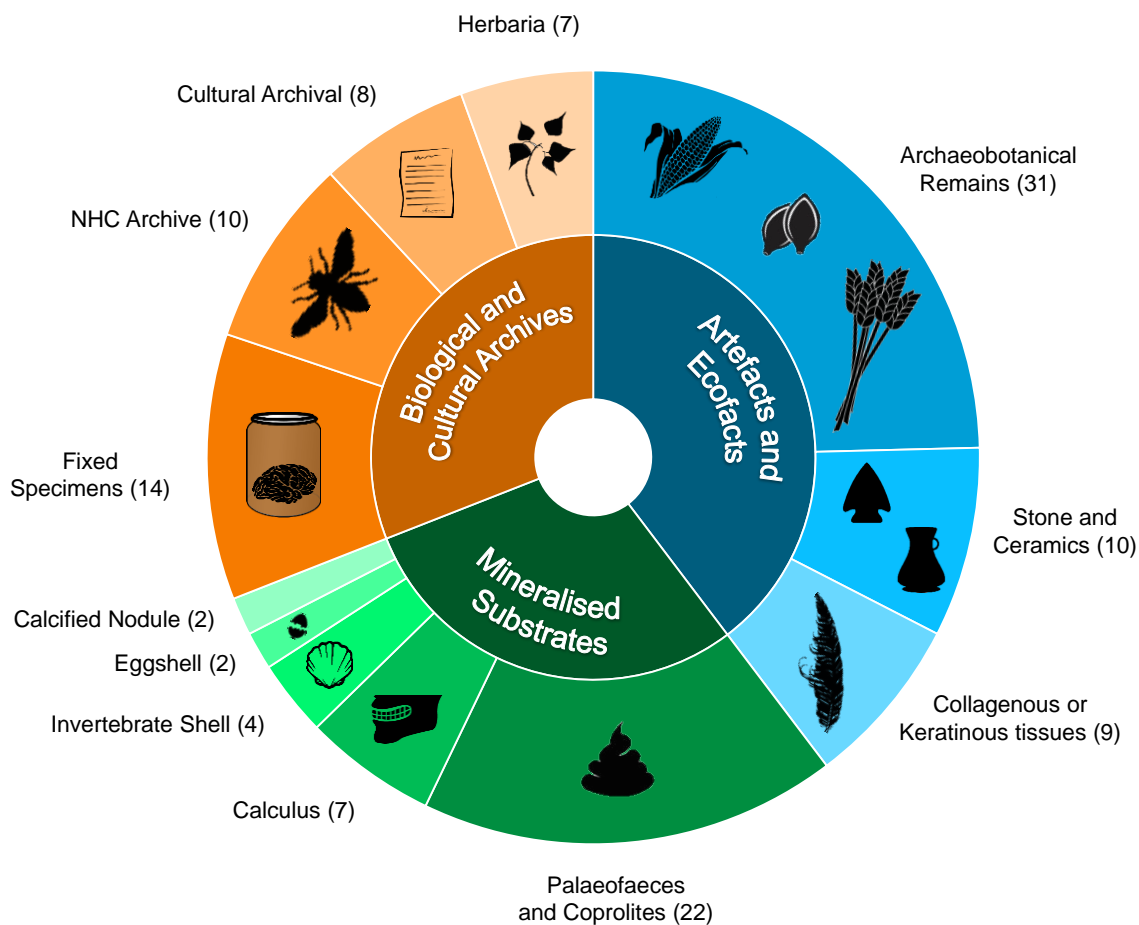 Herbaria (7)
Cultural Archival (8)
NHC Archive (10)
Fixed
Specimens (14)
Calcified Nodule (2)
Eggshell (2)
Invertebrate Shell (4)
Calculus (7)
Palaeofaeces
and Coprolites (22)
Collagenous or
Keratinous tissues (9)
Stone and
Ceramics (10)
Archaeobotanical
Remains (31)
Biological and
Cultural Archives
Artefacts and
Ecofacts
Mineralised
Substrates